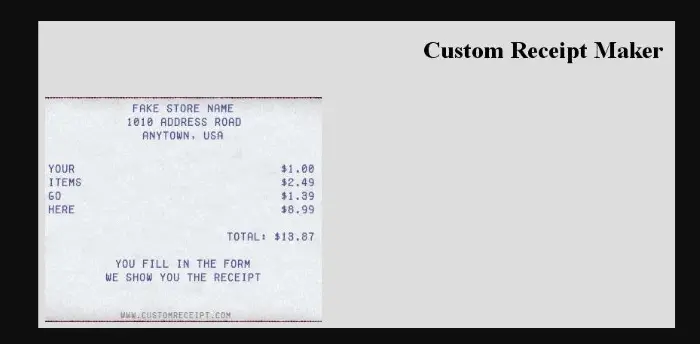 Custom Receipt Maker
FAKE STORE NAME
1010 ADDRESS ROAD
ANYTOWN, USA
YOUR $1.00
ITEMS $2.49
GO $1.39
HERE $8.99
TOTAL: $13.87
YOU FILL IN THE FORM
WE SHOW YOU THE RECEIPT
WWW.CUSTOMRECEIPT.COM